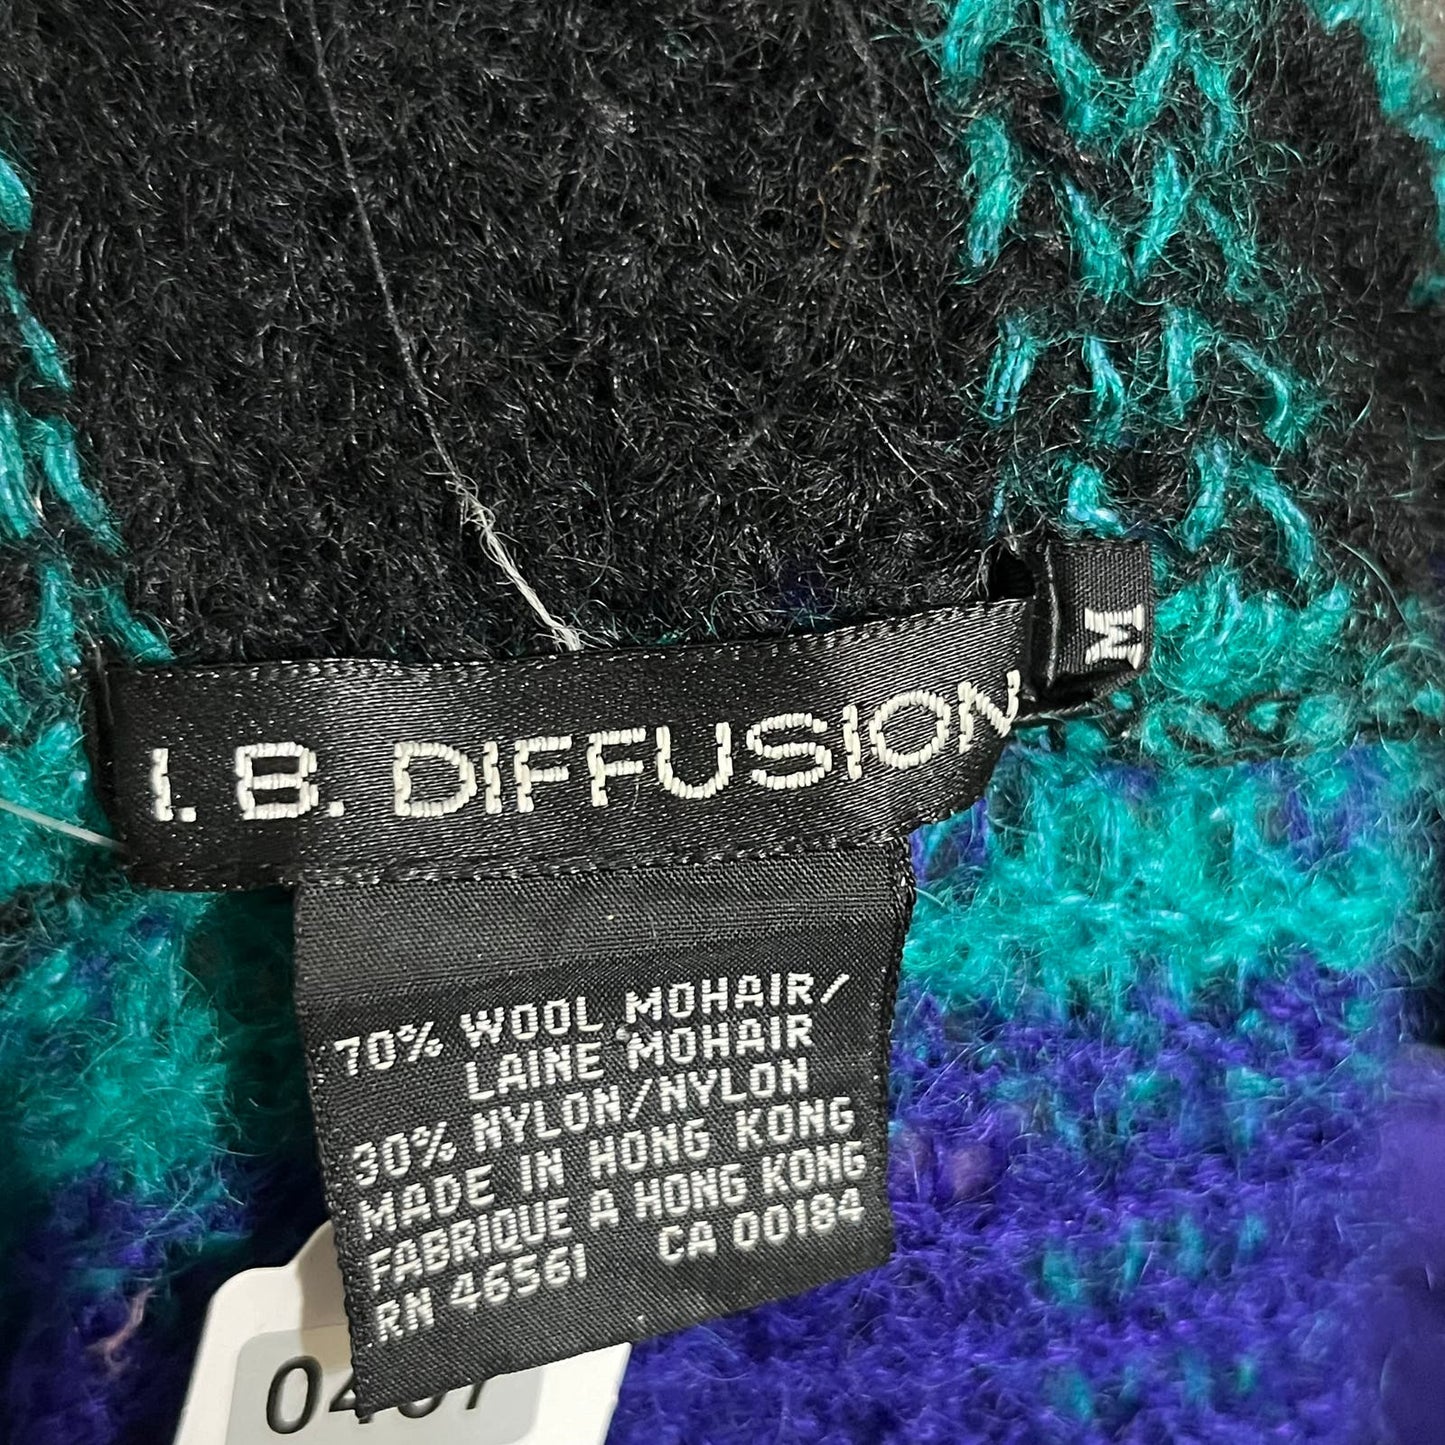 I. B. DIFFUSION
M
70% WOOL MOHAIR/
LAINE MOHAIR
30% NYLON/NYLON
MADE IN HONG KONG
FABRIQUE A HONG KONG
RN 46561 CA 00184